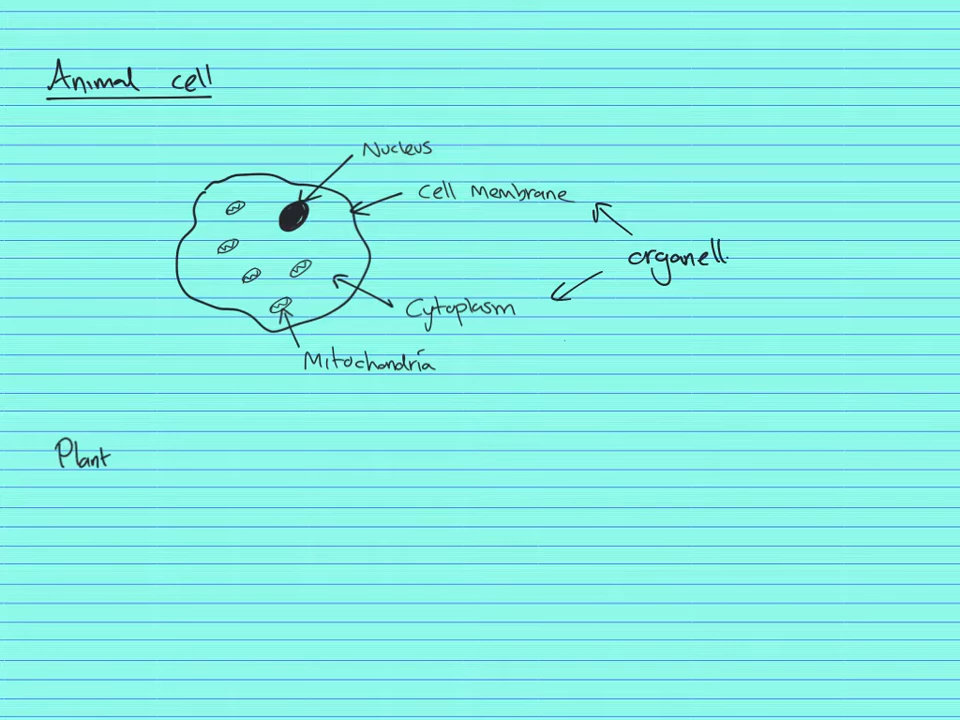 Animal cell
Nucleus
Cell Membrane
organell
Cytoplasm
Mitochondria
Plant